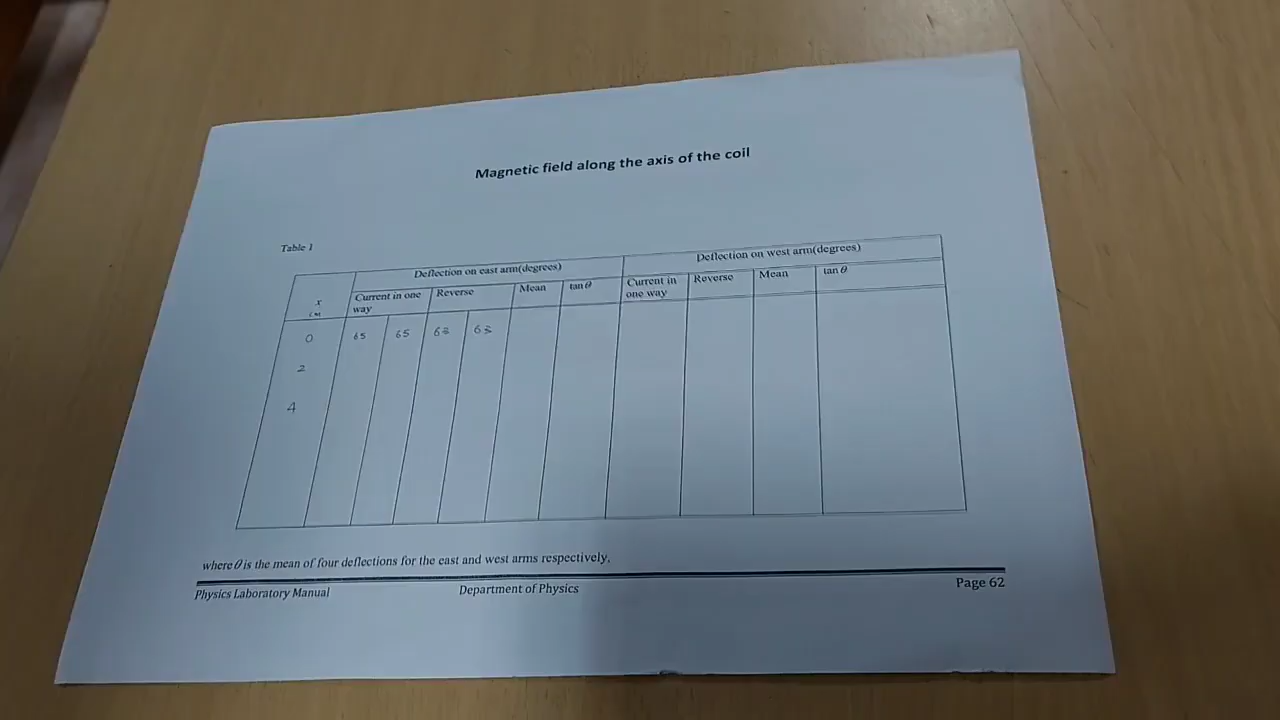 Magnetic field along the axis of the coil
Table 1
Deflection on east arm(degrees) Deflection on west arm(degrees)
x cm Current in one way Reverse Mean tan θ Current in one way Reverse Mean tan θ
0 65 65 63 63
2
4
where θ is the mean of four deflections for the east and west arms respectively.
Physics Laboratory Manual Department of Physics Page 62